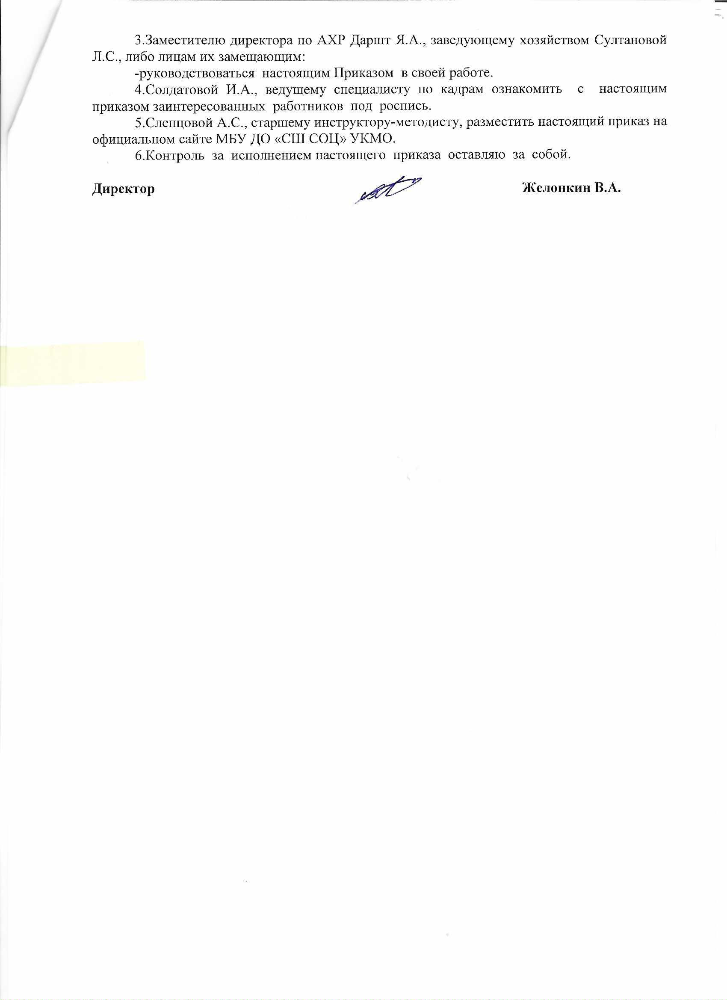 3.Заместителю директора по АХР Даршт Я.А., заведующему хозяйством Султановой
Л.С., либо лицам их замещающим:
-руководствоваться настоящим Приказом в своей работе.
4.Солдатовой И.А., ведущему специалисту по кадрам ознакомить с настоящим
приказом заинтересованных работников под роспись.
5.Слепцовой А.С., старшему инструктору-методисту, разместить настоящий приказ на
официальном сайте МБУ ДО «СШ СОЦ» УКМО.
6.Контроль за исполнением настоящего приказа оставляю за собой.
Директор Желонкин В.А.